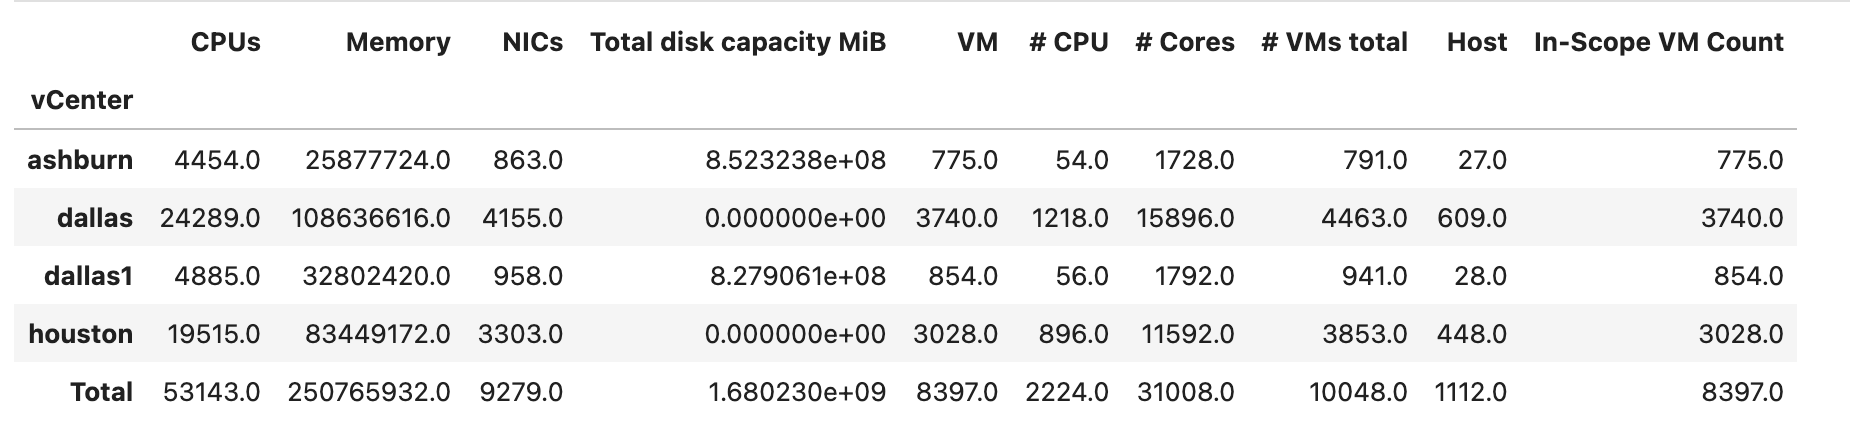 CPUs Memory NICs Total disk capacity MiB VM # CPU # Cores # VMs total Host In-Scope VM Count
vCenter
ashburn 4454.0 25877724.0 863.0 8.523238e+08 775.0 54.0 1728.0 791.0 27.0 775.0
dallas 24289.0 108636616.0 4155.0 0.000000e+00 3740.0 1218.0 15896.0 4463.0 609.0 3740.0
dallas1 4885.0 32802420.0 958.0 8.279061e+08 854.0 56.0 1792.0 941.0 28.0 854.0
houston 19515.0 83449172.0 3303.0 0.000000e+00 3028.0 896.0 11592.0 3853.0 448.0 3028.0
Total 53143.0 250765932.0 9279.0 1.680230e+09 8397.0 2224.0 31008.0 10048.0 1112.0 8397.0